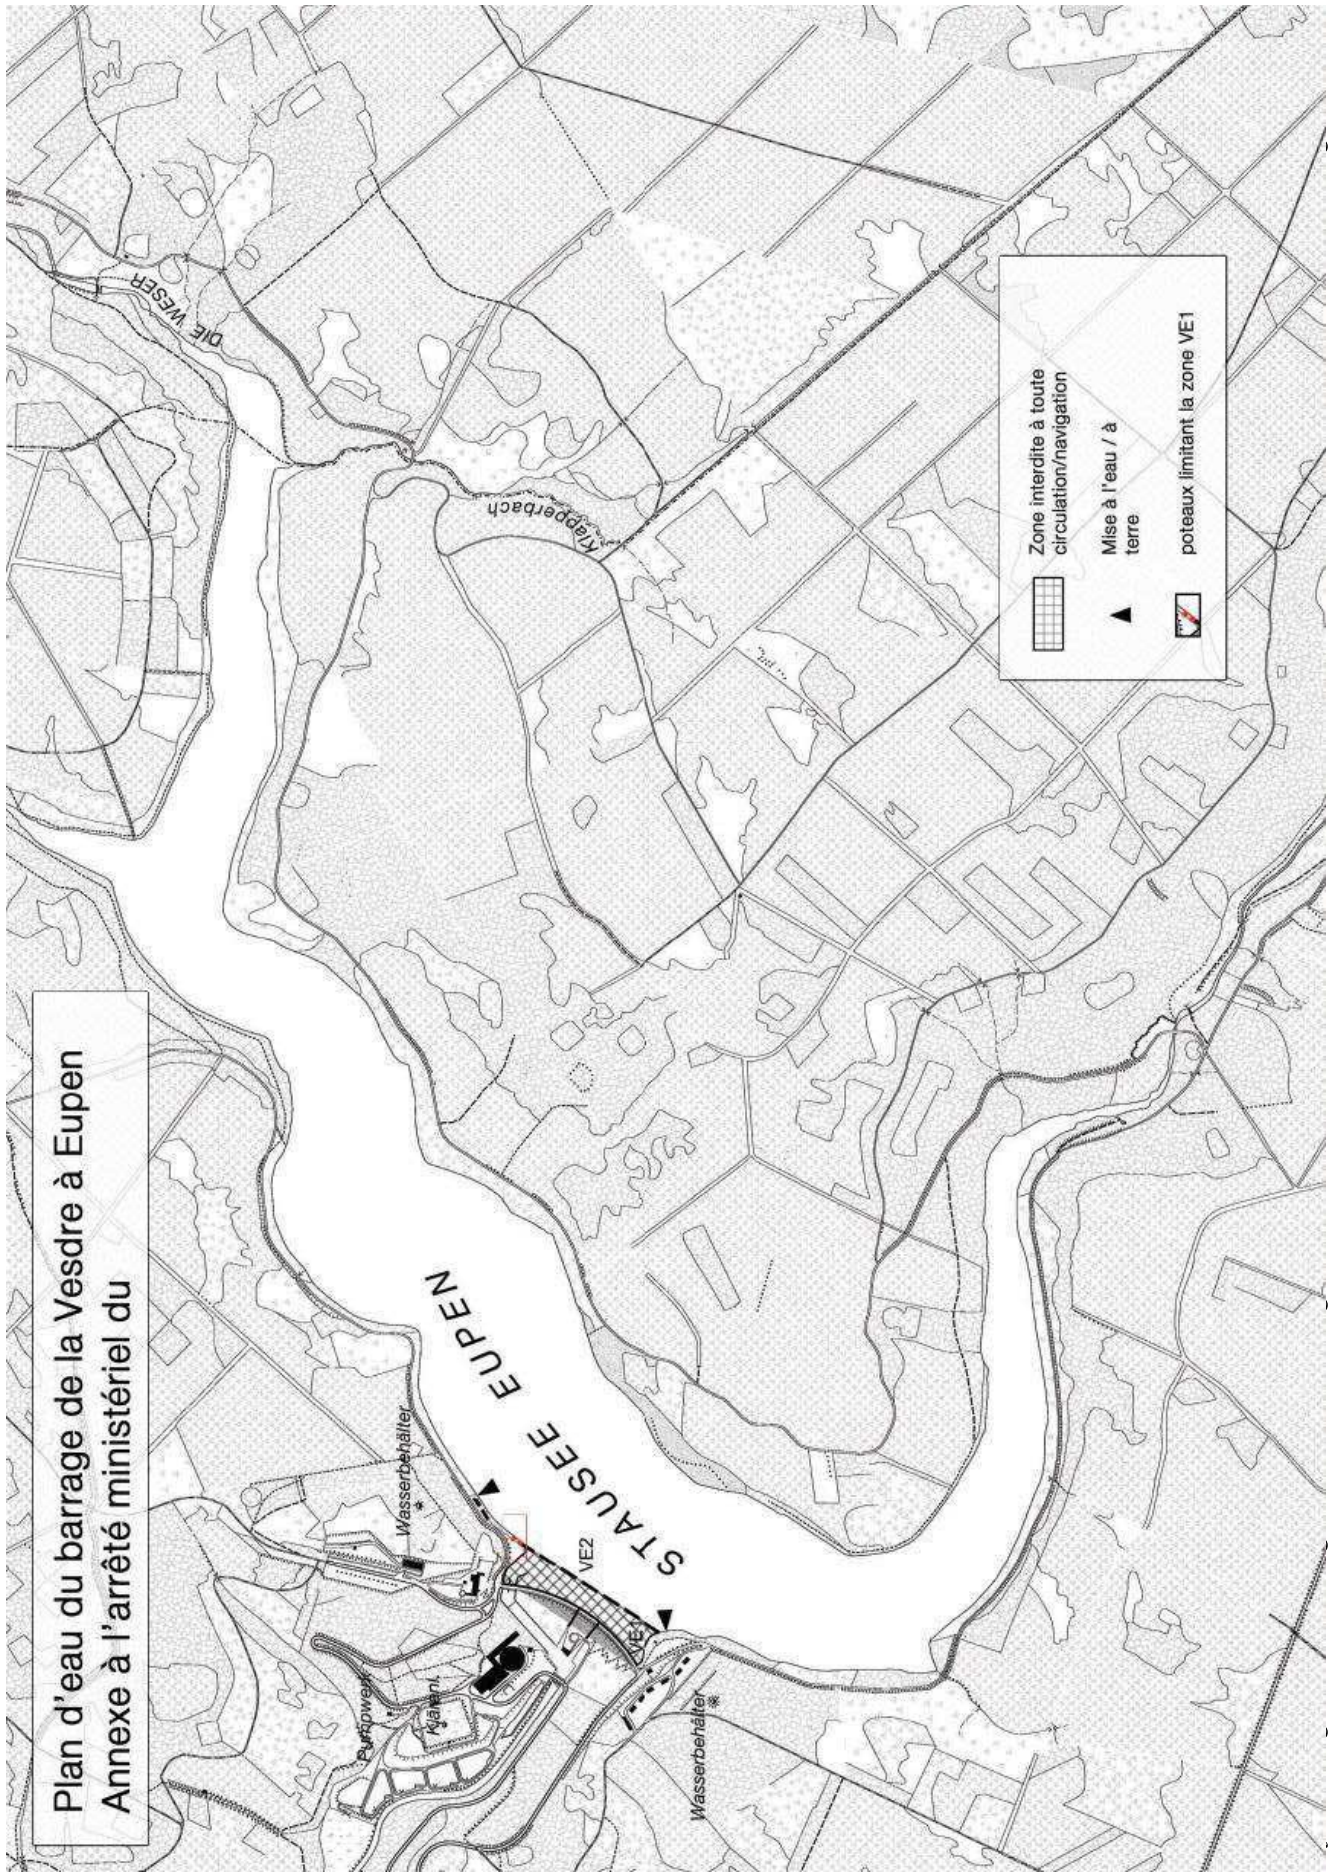 Plan d'eau du barrage de la Vesdre à Eupen
Annexe à l'arrêté ministériel du
DIE WESER
Klapperbach
Wasserbehälter
STAUSEE EUPEN
VE2
VE1
Pumpwerk
Kläranl.
Wasserbehälter
Zone interdite à toute
circulation/navigation
Mise à l'eau / à
terre
poteaux limitant la zone VE1